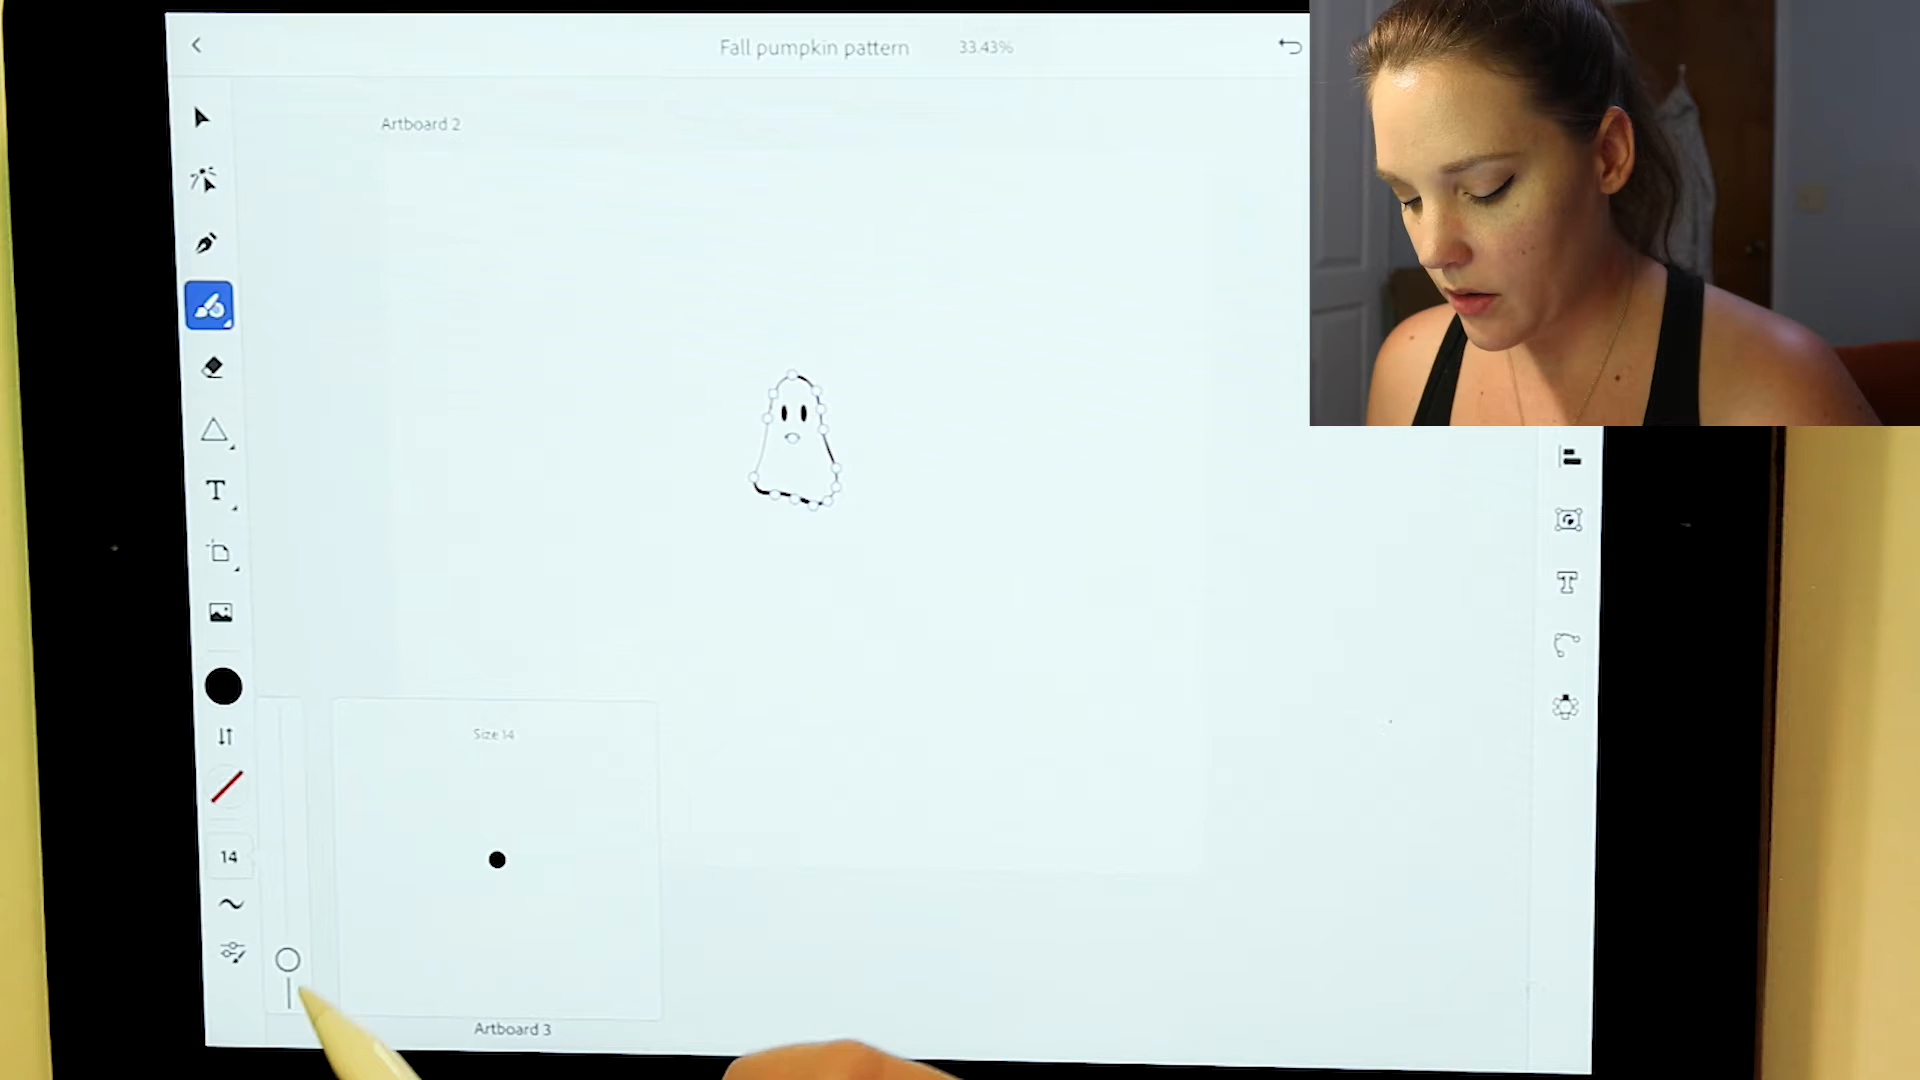 Fall pumpkin pattern 33.43%
Artboard 2
T
Size 14
14
Artboard 3